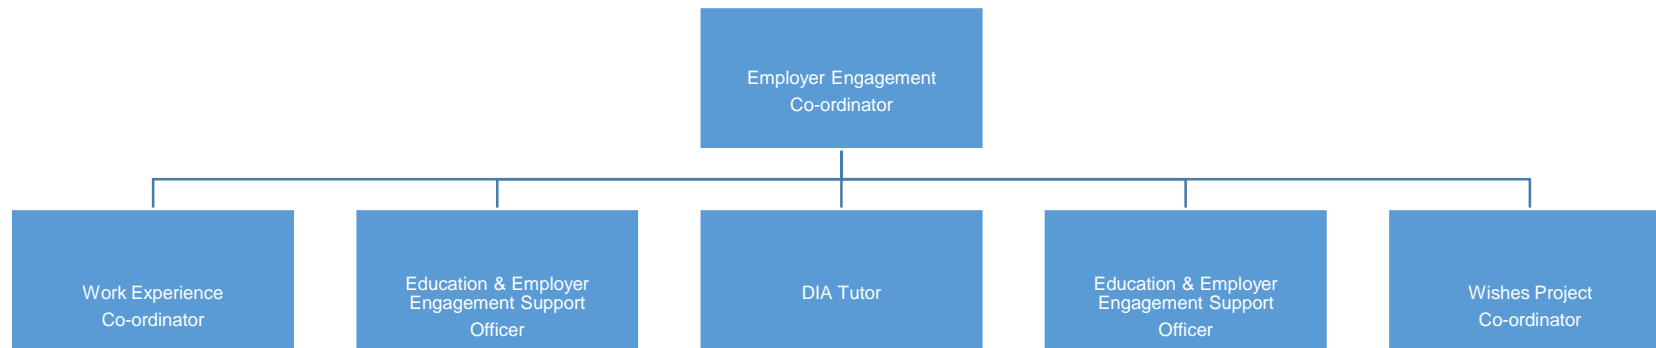 Employer Engagement
Co-ordinator
Work Experience
Co-ordinator
Education & Employer
Engagement Support
Officer
DIA Tutor
Education & Employer
Engagement Support
Officer
Wishes Project
Co-ordinator